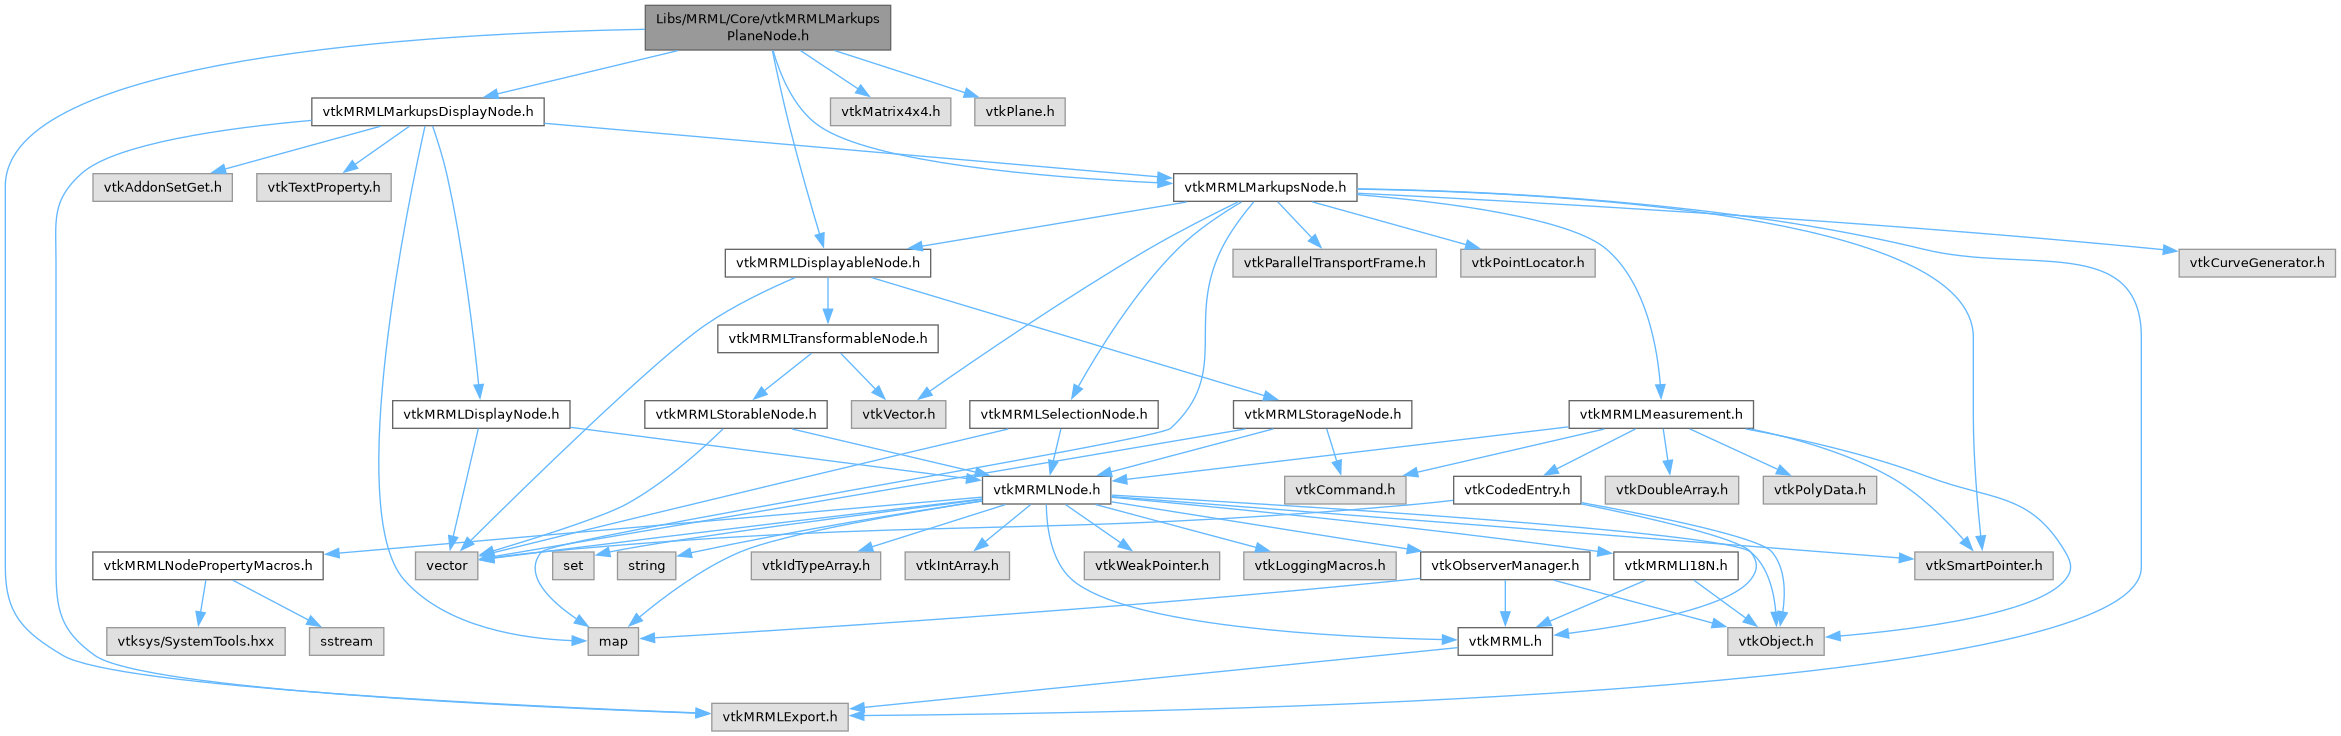 Libs/MRML/Core/vtkMRMLMarkups
PlaneNode.h
vtkMRMLMarkupsDisplayNode.h
vtkMatrix4x4.h
vtkPlane.h
vtkAddonSetGet.h
vtkTextProperty.h
vtkMRMLMarkupsNode.h
vtkMRMLDisplayableNode.h
vtkParallelTransportFrame.h
vtkPointLocator.h
vtkCurveGenerator.h
vtkMRMLTransformableNode.h
vtkMRMLDisplayNode.h
vtkMRMLStorableNode.h
vtkVector.h
vtkMRMLSelectionNode.h
vtkMRMLStorageNode.h
vtkMRMLMeasurement.h
vtkMRMLNode.h
vtkCommand.h
vtkCodedEntry.h
vtkDoubleArray.h
vtkPolyData.h
vtkMRMLNodePropertyMacros.h
vector
set
string
vtkIdTypeArray.h
vtkIntArray.h
vtkWeakPointer.h
vtkLoggingMacros.h
vtkObserverManager.h
vtkMRMLI18N.h
vtkSmartPointer.h
vtksys/SystemTools.hxx
sstream
map
vtkMRML.h
vtkObject.h
vtkMRMLExport.h